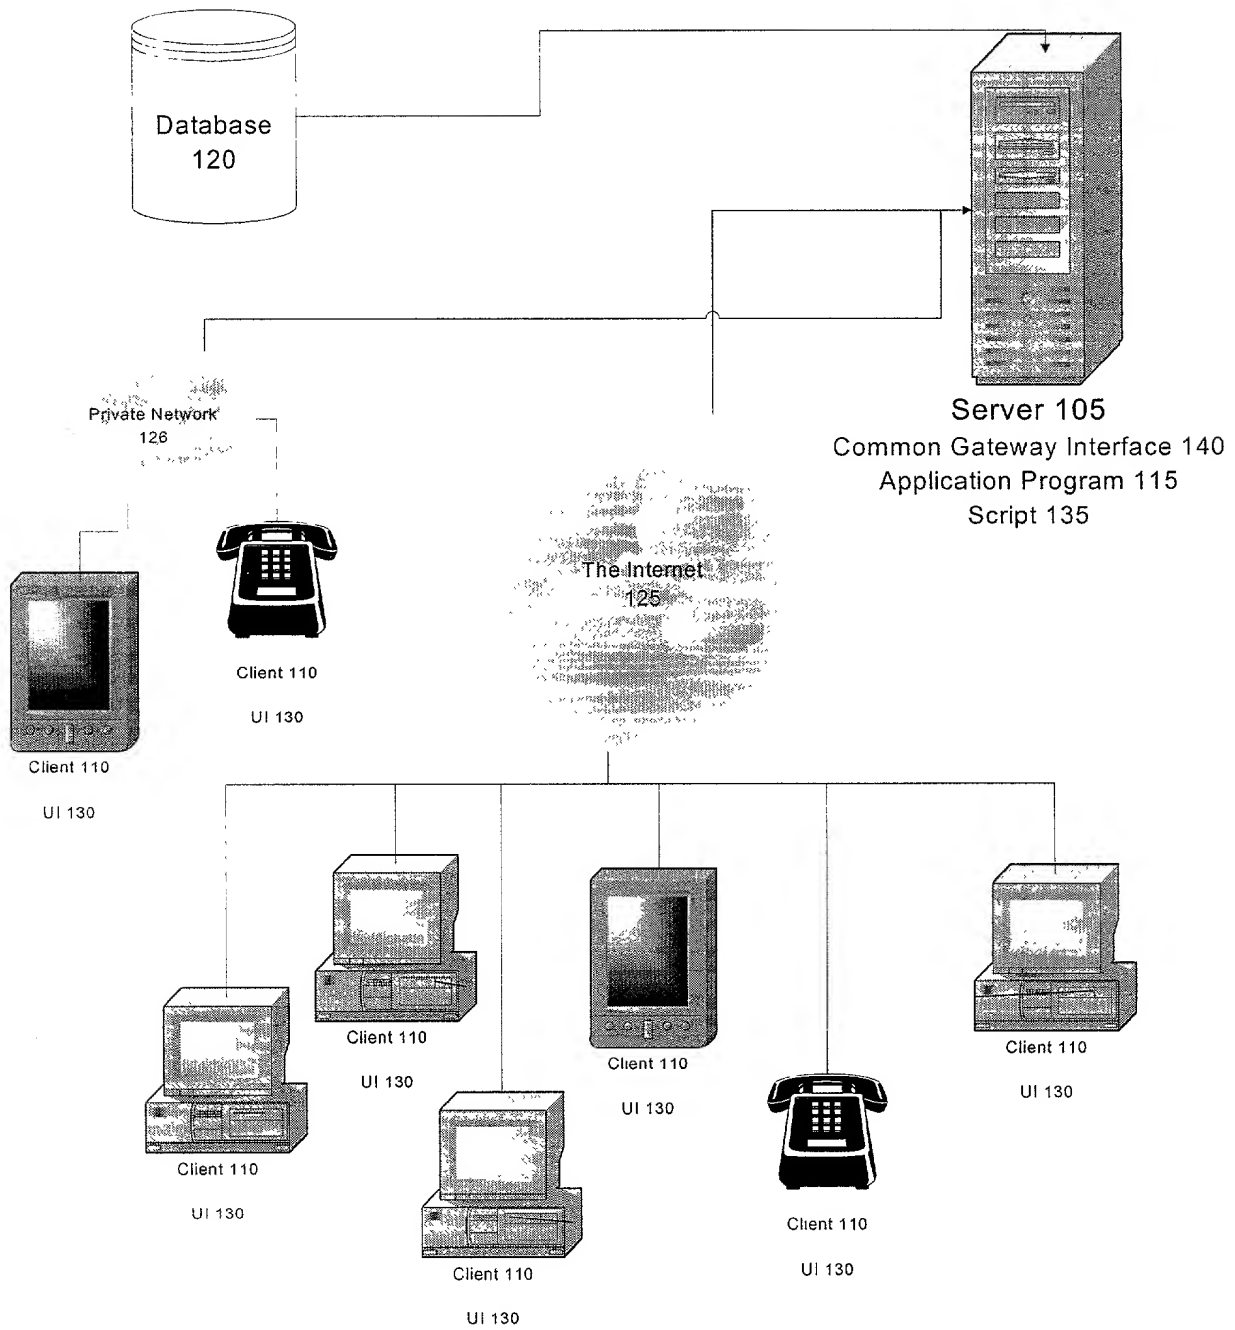 Database
120
Server 105
Common Gateway Interface 140
Application Program 115
Script 135
Private Network
126
The Internet
125
Client 110
UI 130
Client 110
UI 130
Client 110
UI 130
Client 110
UI 130
Client 110
UI 130
Client 110
UI 130
Client 110
UI 130
Client 110
UI 130